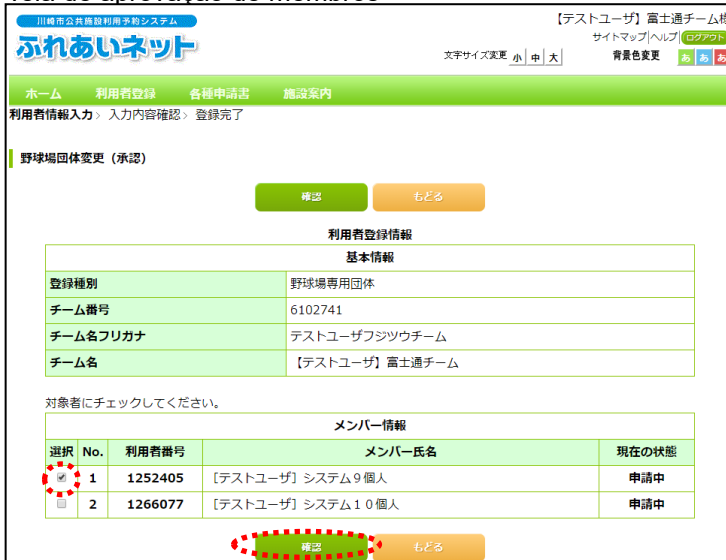 Tela de aprovação de membros
川崎市公共施設利用予約システム
ふれあいネット
【テストユーザ】富士通チーム様
サイトマップ|ヘルプ|ログアウト
文字サイズ変更 小 中 大 背景色変更 あ あ あ
ホーム 利用者登録 各種申請書 施設案内
利用者情報入力> 入力内容確認> 登録完了
野球場団体変更(承認)
確認 もどる
利用者登録情報
基本情報
登録種別 野球場専用団体
チーム番号 6102741
チーム名フリガナ テストユーザフジツウチーム
チーム名 【テストユーザ】富士通チーム
対象者にチェックしてください。
メンバー情報
選択 No. 利用者番号 メンバー氏名 現在の状態
1 1252405 [テストユーザ] システム9個人 申請中
2 1266077 [テストユーザ] システム10個人 申請中
確認 もどる